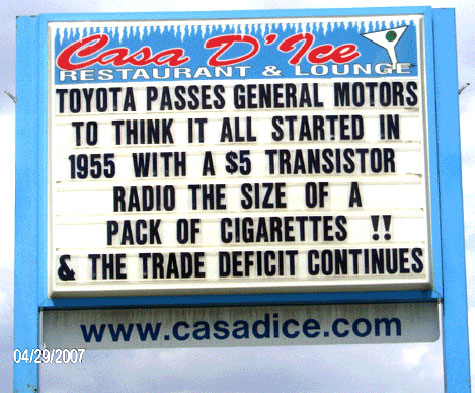 Casa D'Ice
RESTAURANT & LOUNGE
TOYOTA PASSES GENERAL MOTORS
TO THINK IT ALL STARTED IN
1955 WITH A $5 TRANSISTOR
RADIO THE SIZE OF A
PACK OF CIGARETTES !!
& THE TRADE DEFICIT CONTINUES
www.casadice.com
04/29/2007